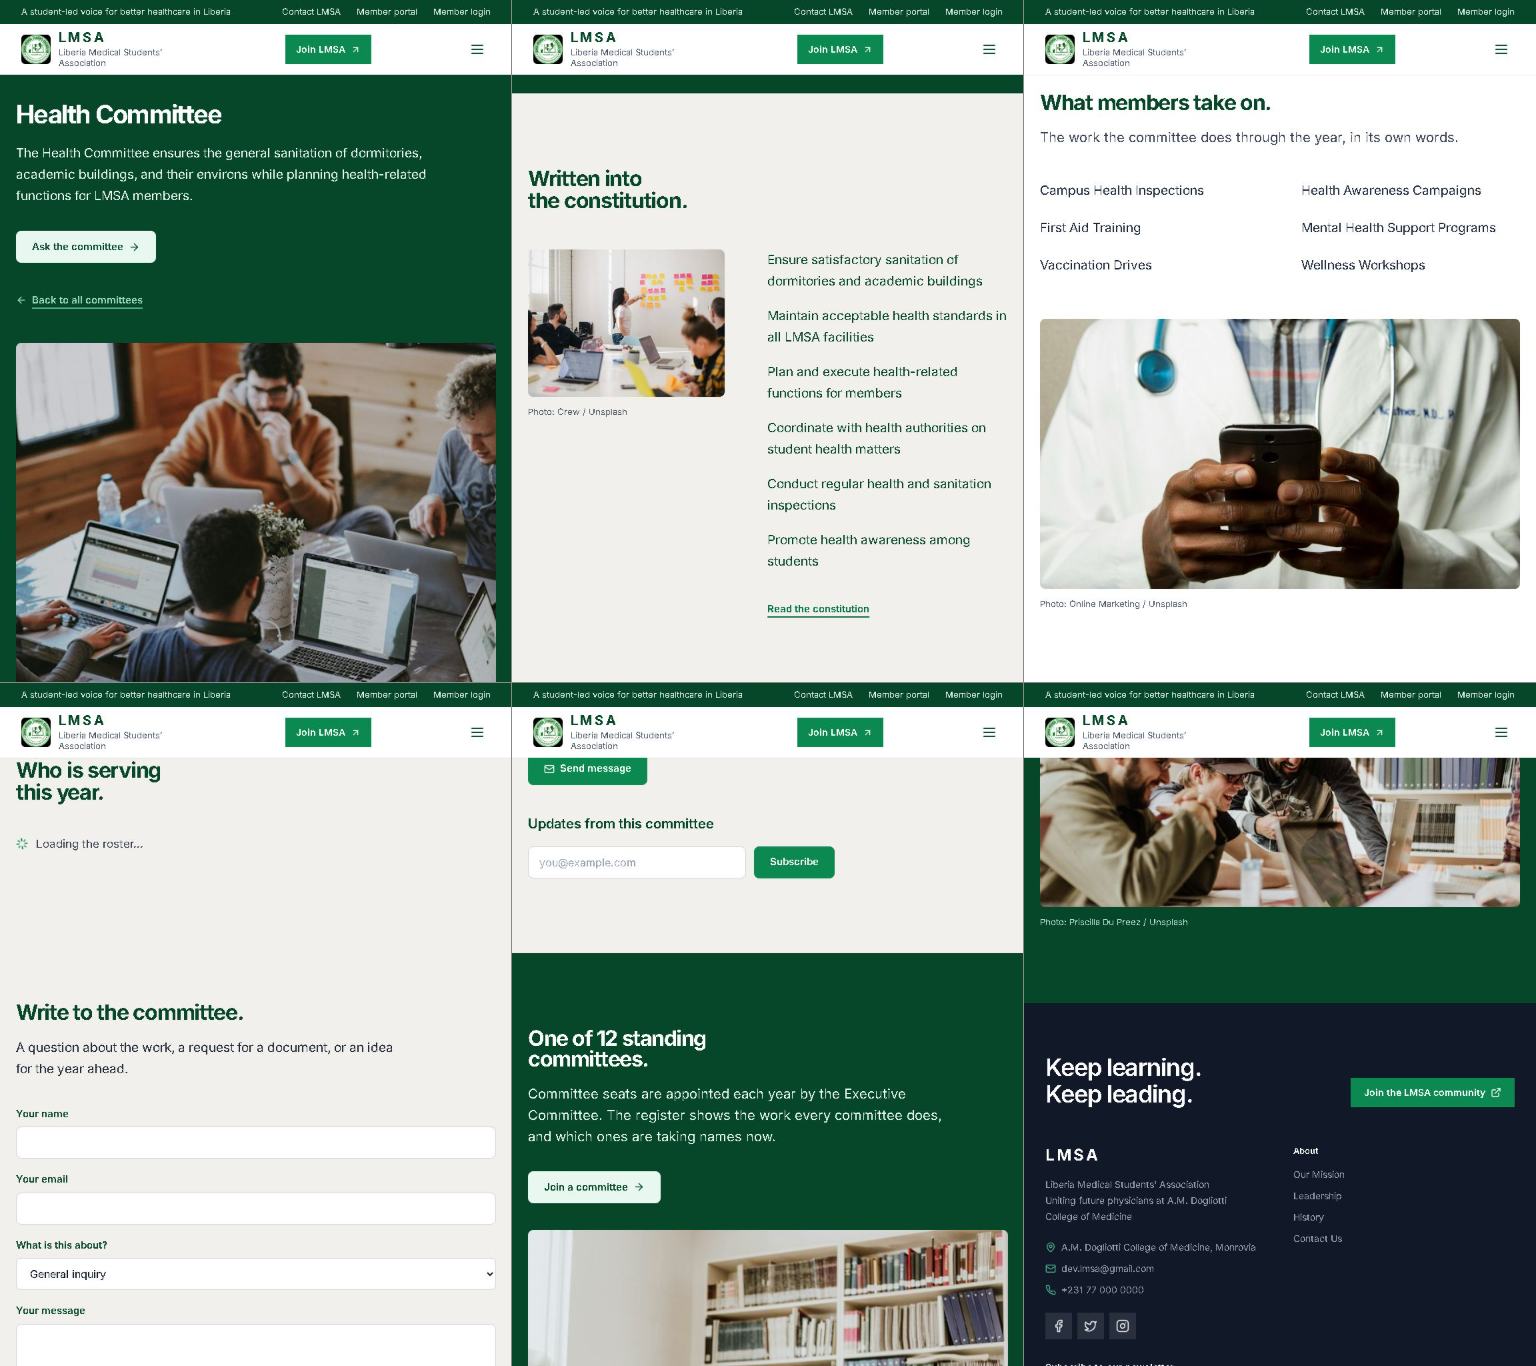 A student-led voice for better healthcare in Liberia
Contact LMSA
Member portal
Member login
LMSA
Liberia Medical Students'
Association
Join LMSA
Health Committee
The Health Committee ensures the general sanitation of dormitories,
academic buildings, and their environs while planning health-related
functions for LMSA members.
Ask the committee
Back to all committees
A student-led voice for better healthcare in Liberia
Contact LMSA
Member portal
Member login
LMSA
Liberia Medical Students'
Association
Join LMSA
Written into
the constitution.
Photo: Crew / Unsplash
Ensure satisfactory sanitation of
dormitories and academic buildings
Maintain acceptable health standards in
all LMSA facilities
Plan and execute health-related
functions for members
Coordinate with health authorities on
student health matters
Conduct regular health and sanitation
inspections
Promote health awareness among
students
Read the constitution
A student-led voice for better healthcare in Liberia
Contact LMSA
Member portal
Member login
LMSA
Liberia Medical Students'
Association
Join LMSA
What members take on.
The work the committee does through the year, in its own words.
Campus Health Inspections
Health Awareness Campaigns
First Aid Training
Mental Health Support Programs
Vaccination Drives
Wellness Workshops
Photo: Online Marketing / Unsplash
A student-led voice for better healthcare in Liberia
Contact LMSA
Member portal
Member login
LMSA
Liberia Medical Students'
Association
Join LMSA
Who is serving
this year.
Loading the roster...
Write to the committee.
A question about the work, a request for a document, or an idea
for the year ahead.
Your name
Your email
What is this about?
General inquiry
Your message
A student-led voice for better healthcare in Liberia
Contact LMSA
Member portal
Member login
LMSA
Liberia Medical Students'
Association
Join LMSA
Send message
Updates from this committee
you@example.com
Subscribe
One of 12 standing
committees.
Committee seats are appointed each year by the Executive
Committee. The register shows the work every committee does,
and which ones are taking names now.
Join a committee
A student-led voice for better healthcare in Liberia
Contact LMSA
Member portal
Member login
LMSA
Liberia Medical Students'
Association
Join LMSA
Photo: Priscilla Du Preez / Unsplash
Keep learning.
Keep leading.
Join the LMSA community
LMSA
Liberia Medical Students' Association
Uniting future physicians at A.M. Dogliotti
College of Medicine
A.M. Dogliotti College of Medicine, Monrovia
dev.lmsa@gmail.com
+231 77 000 0000
About
Our Mission
Leadership
History
Contact Us